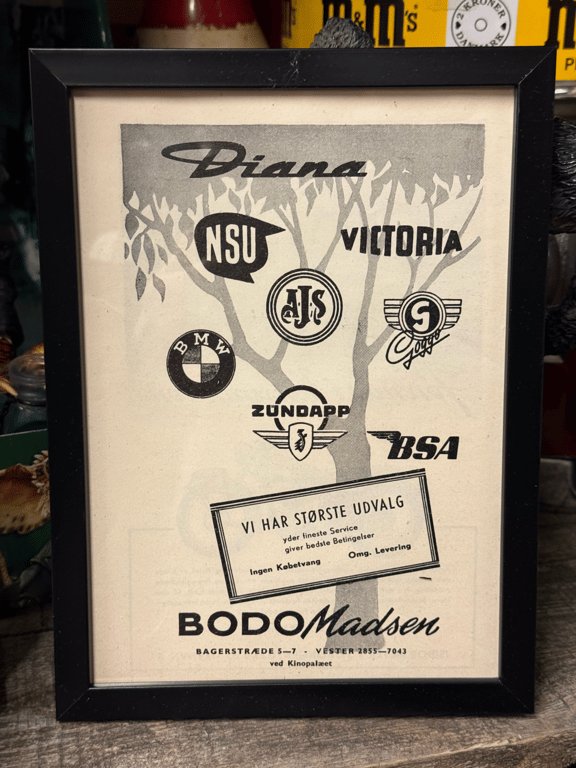 m&m's
m's
2 KRONER
DANMARK
Diana
NSU
VICTORIA
AJS
S
Goggo
BMW
ZÜNDAPP
BSA
VI HAR STØRSTE UDVALG
yder fineste Service
giver bedste Betingelser
Ingen Købetvang Omg. Levering
BODO Madsen
BAGERSTRÆDE 5—7 - VESTER 2855—7043
ved Kinopalæet